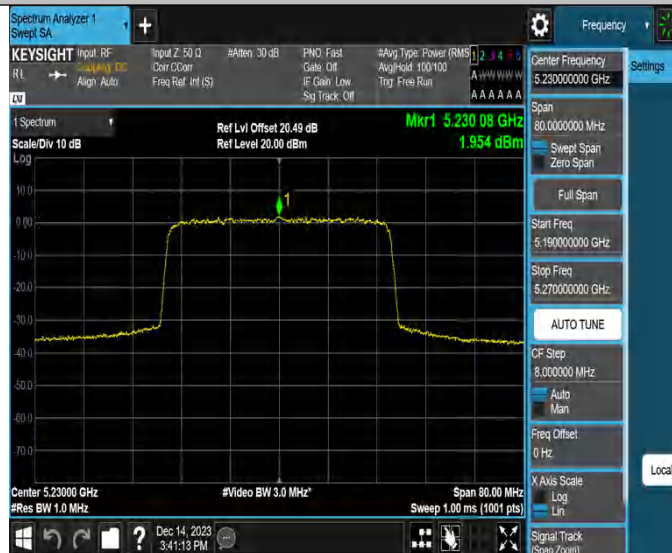 Spectrum Analyzer 1
Swept SA
+
Frequency
KEYSIGHT
RL
Input: RF
Coupling: DC
Align: Auto
Input Z: 50 Ω
Corr CCorr
Freq Ref: Int (S)
#Atten: 30 dB
PNO: Fast
Gate: Off
IF Gain: Low
Sig Track: Off
#Avg Type: Power (RMS
Avg|Hold: 100/100
Trig: Free Run
1 2 3 4 5 6
A W W W W W
A A A A A A
LNI
1 Spectrum
Scale/Div 10 dB
Log
Ref Lvl Offset 20.49 dB
Ref Level 20.00 dBm
Mkr1 5.230 08 GHz
1.954 dBm
1
10.0
0.00
-10.0
-20.0
-30.0
-40.0
-50.0
-60.0
-70.0
Center 5.23000 GHz
#Res BW 1.0 MHz
#Video BW 3.0 MHz*
Span 80.00 MHz
Sweep 1.00 ms (1001 pts)
Center Frequency
5.230000000 GHz
Settings
Span
80.0000000 MHz
Swept Span
Zero Span
Full Span
Start Freq
5.190000000 GHz
Stop Freq
5.270000000 GHz
AUTO TUNE
CF Step
8.000000 MHz
Auto
Man
Freq Offset
0 Hz
X Axis Scale
Log
Lin
Local
Signal Track
(Span Zoom)
?
Dec 14, 2023
3:41:13 PM